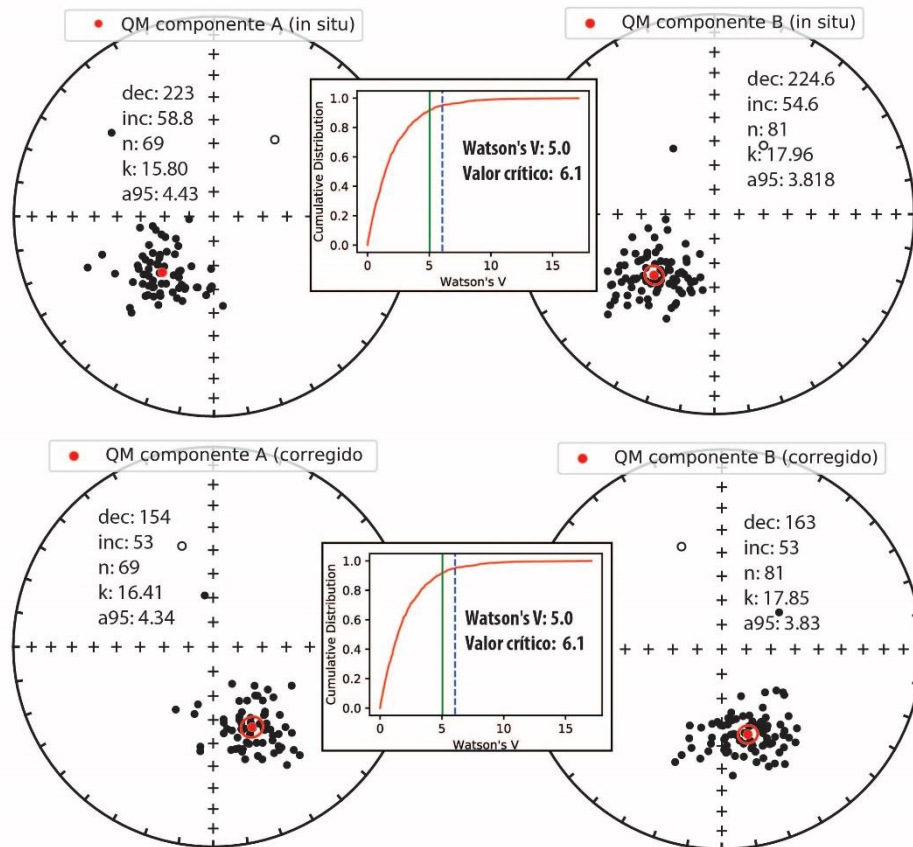 QM componente A (in situ)
dec: 223
inc: 58.8
n: 69
k: 15.80
a95: 4.43
QM componente B (in situ)
dec: 224.6
inc: 54.6
n: 81
k: 17.96
a95: 3.818
Cumulative Distribution
1.0
0.8
0.6
0.4
0.2
0.0
Watson's V: 5.0
Valor crítico: 6.1
0 5 10 15
Watson's V
QM componente A (corregido
dec: 154
inc: 53
n: 69
k: 16.41
a95: 4.34
QM componente B (corregido)
dec: 163
inc: 53
n: 81
k: 17.85
a95: 3.83
Cumulative Distribution
1.0
0.8
0.6
0.4
0.2
0.0
Watson's V: 5.0
Valor crítico: 6.1
0 5 10 15
Watson's V